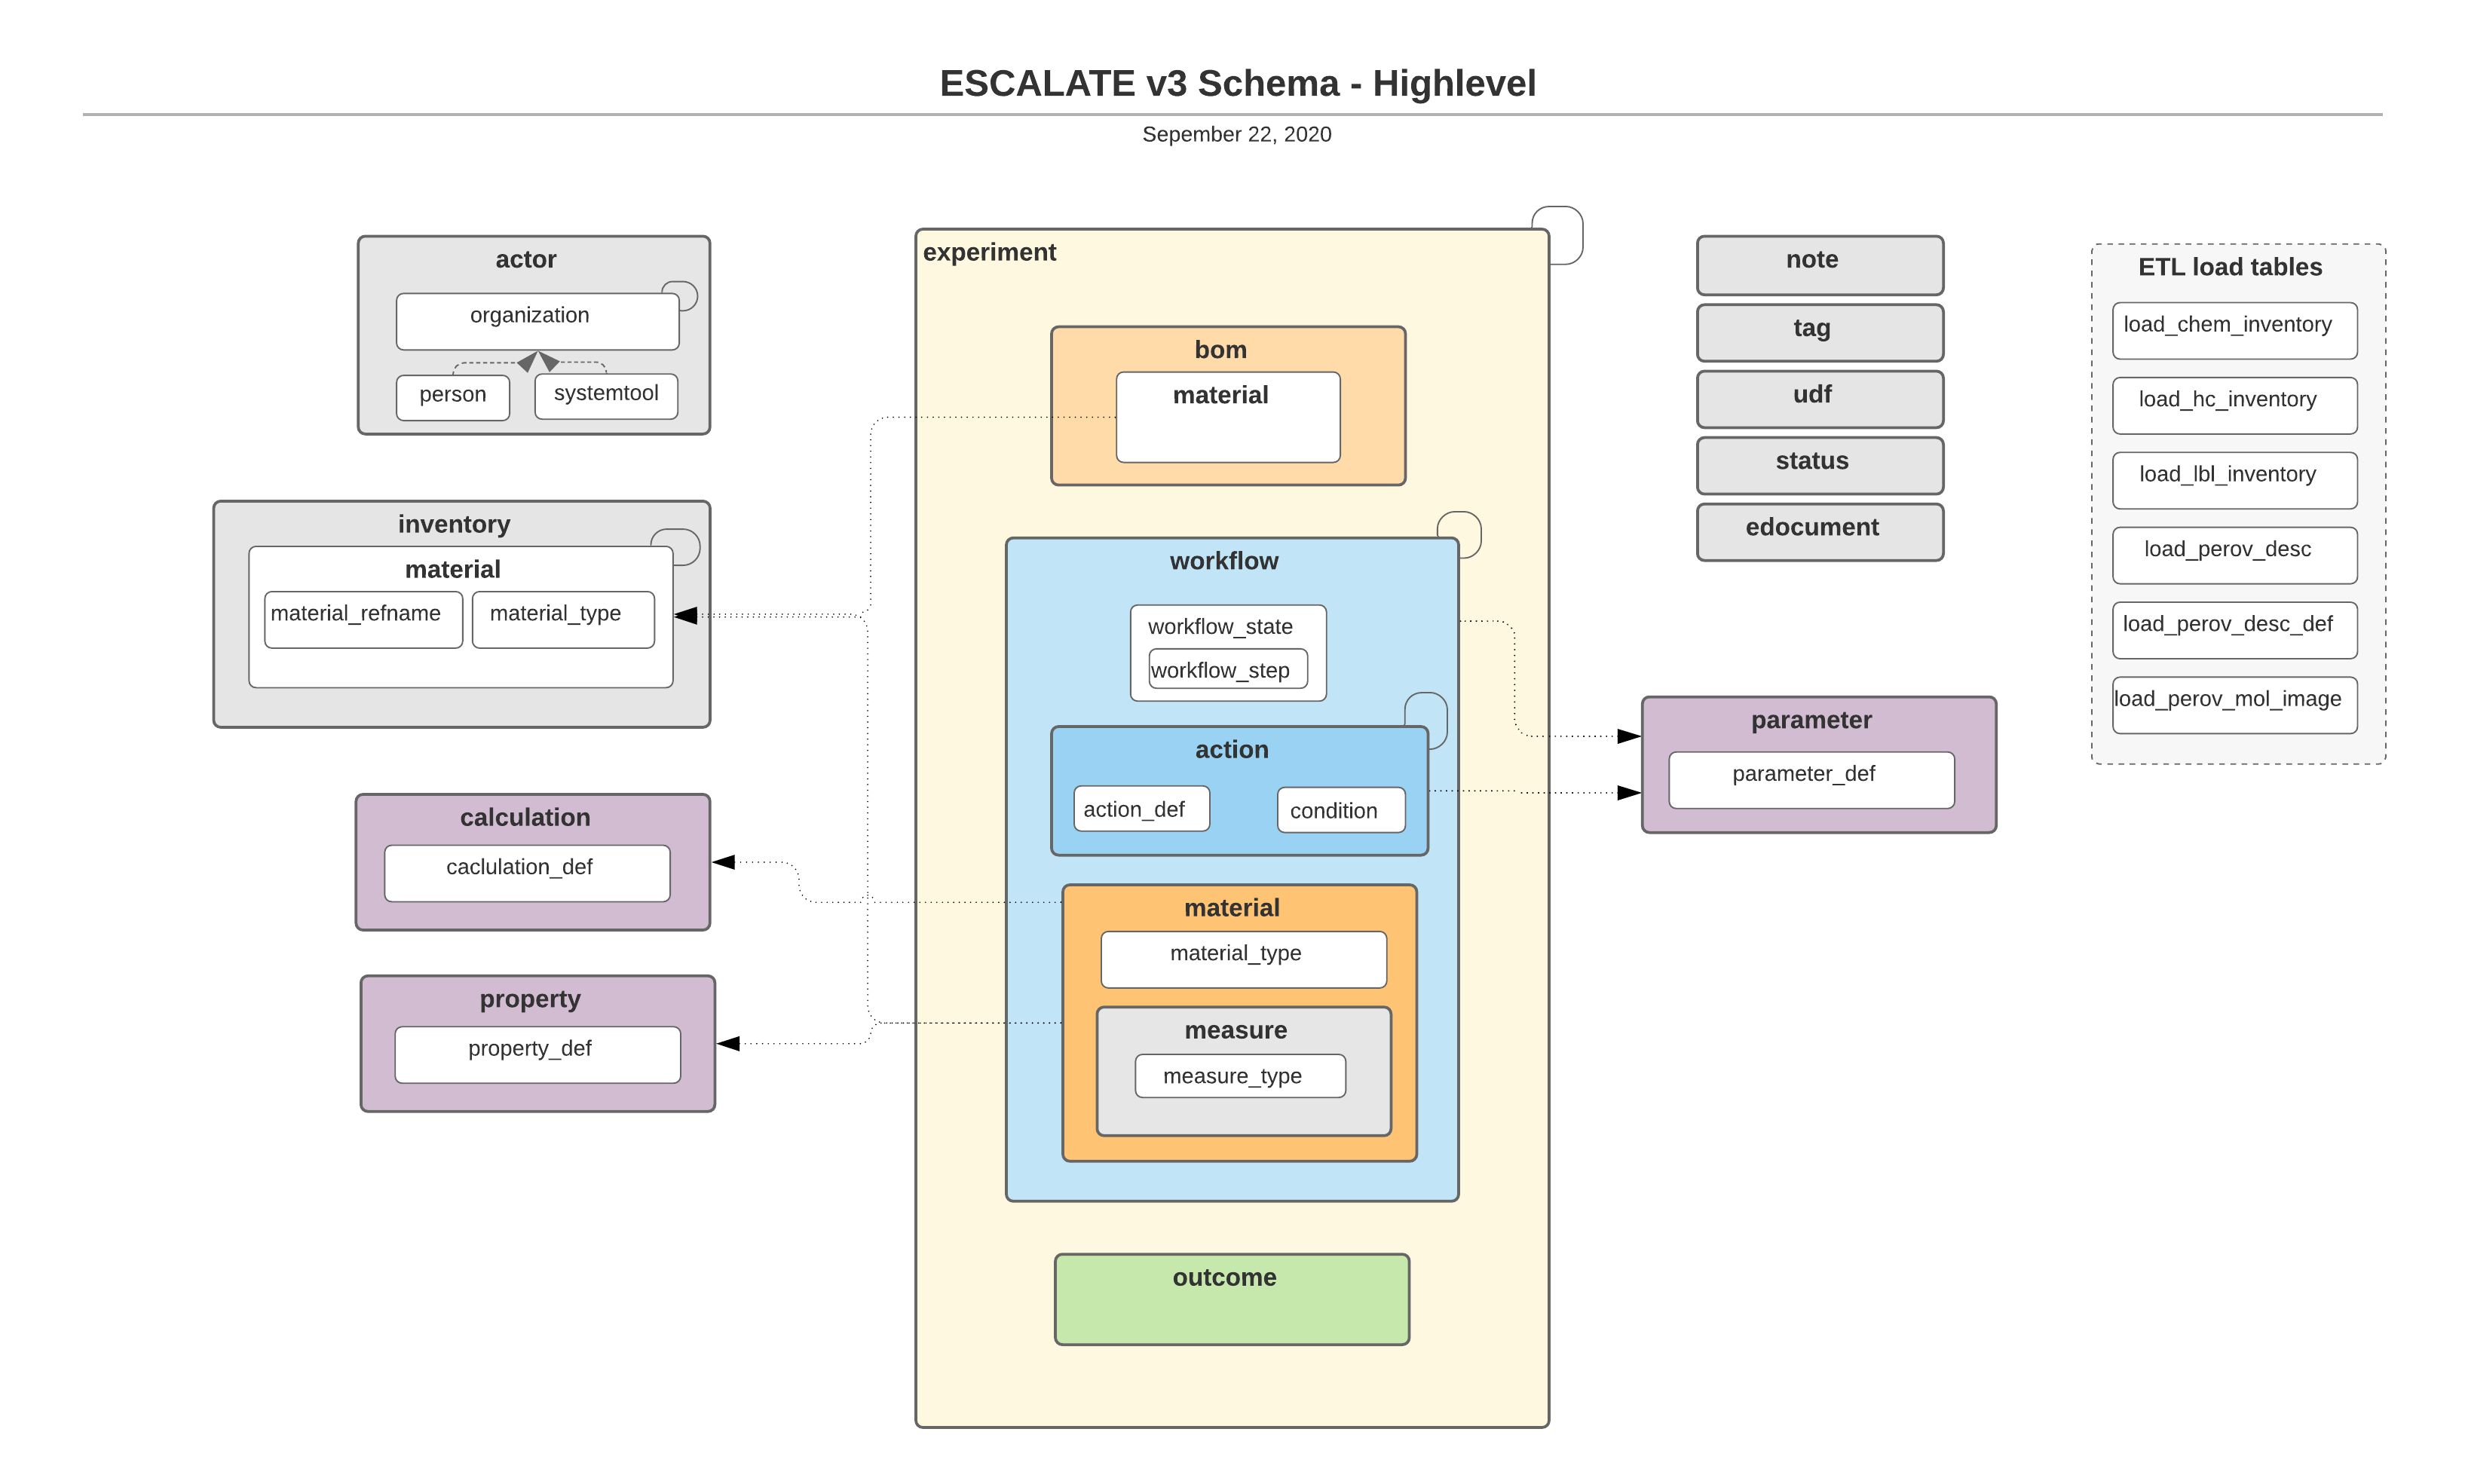 ESCALATE v3 Schema - Highlevel
Sepember 22, 2020
actor
organization
person
systemtool
inventory
material
material_refname
material_type
calculation
caclulation_def
property
property_def
experiment
bom
material
workflow
workflow_state
workflow_step
action
action_def
condition
material
material_type
measure
measure_type
outcome
note
tag
udf
status
edocument
parameter
parameter_def
ETL load tables
load_chem_inventory
load_hc_inventory
load_lbl_inventory
load_perov_desc
load_perov_desc_def
load_perov_mol_image